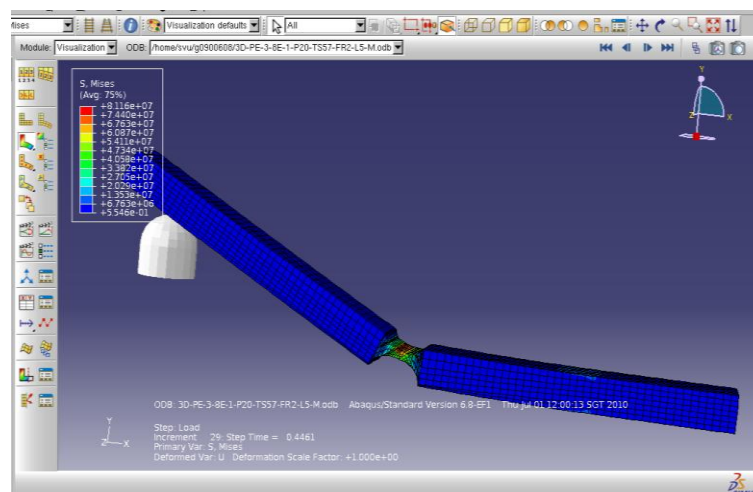 Mises Visualization defaults All
Module: Visualization ODB: /home/svu/g0900608/3D-PE-3-8E-1-P20-TS57-FR2-L5-M.odb
S, Mises
(Avg: 75%)
+8.116e+07
+7.440e+07
+6.763e+07
+6.087e+07
+5.411e+07
+4.734e+07
+4.058e+07
+3.382e+07
+2.705e+07
+2.029e+07
+1.353e+07
+6.763e+06
+5.546e-01
Y
Z X
ODB: 3D-PE-3-8E-1-P20-TS57-FR2-L5-M.odb Abaqus/Standard Version 6.8-EF1 Thu Jul 01 12:00:13 SGT 2010
Y
Z X
Step: Load
Increment 29: Step Time = 0.4461
Primary Var: S, Mises
Deformed Var: U Deformation Scale Factor: +1.000e+00